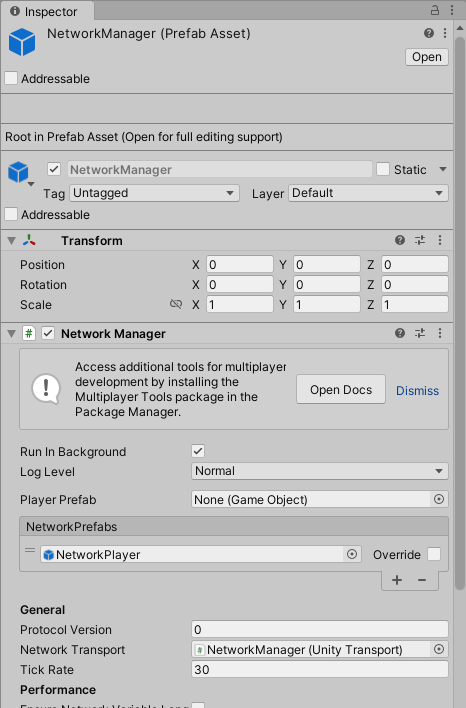 Inspector
NetworkManager (Prefab Asset)
Open
Addressable
Root in Prefab Asset (Open for full editing support)
NetworkManager
Static
Tag Untagged Layer Default
Addressable
Transform
Position X 0 Y 0 Z 0
Rotation X 0 Y 0 Z 0
Scale X 1 Y 1 Z 1
# Network Manager
Access additional tools for multiplayer
development by installing the
Multiplayer Tools package in the
Package Manager.
Open Docs
Dismiss
Run In Background
Log Level Normal
Player Prefab None (Game Object)
NetworkPrefabs
NetworkPlayer Override
General
Protocol Version 0
Network Transport # NetworkManager (Unity Transport)
Tick Rate 30
Performance
Ensure Network Variable Leng